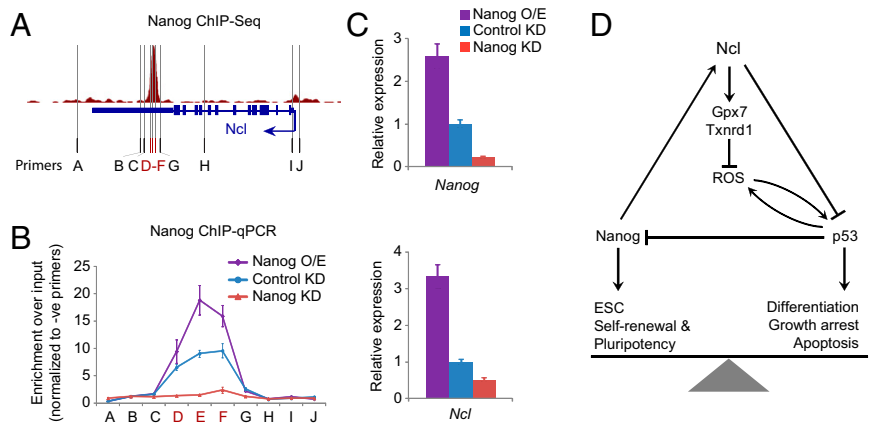 A
Nanog ChIP-Seq
Ncl
Primers A B C D-F G H I J
B
Nanog ChIP-qPCR
Nanog O/E
Control KD
Nanog KD
Enrichment over input
(normalized to -ve primers)
25
20
15
10
5
0
A B C D E F G H I J
C
Nanog O/E
Control KD
Nanog KD
Relative expression
3
2
1
0
Nanog
Relative expression
4
3
2
1
0
Ncl
D
Ncl
Gpx7
Txnrd1
ROS
Nanog
p53
ESC
Self-renewal &
Pluripotency
Differentiation
Growth arrest
Apoptosis